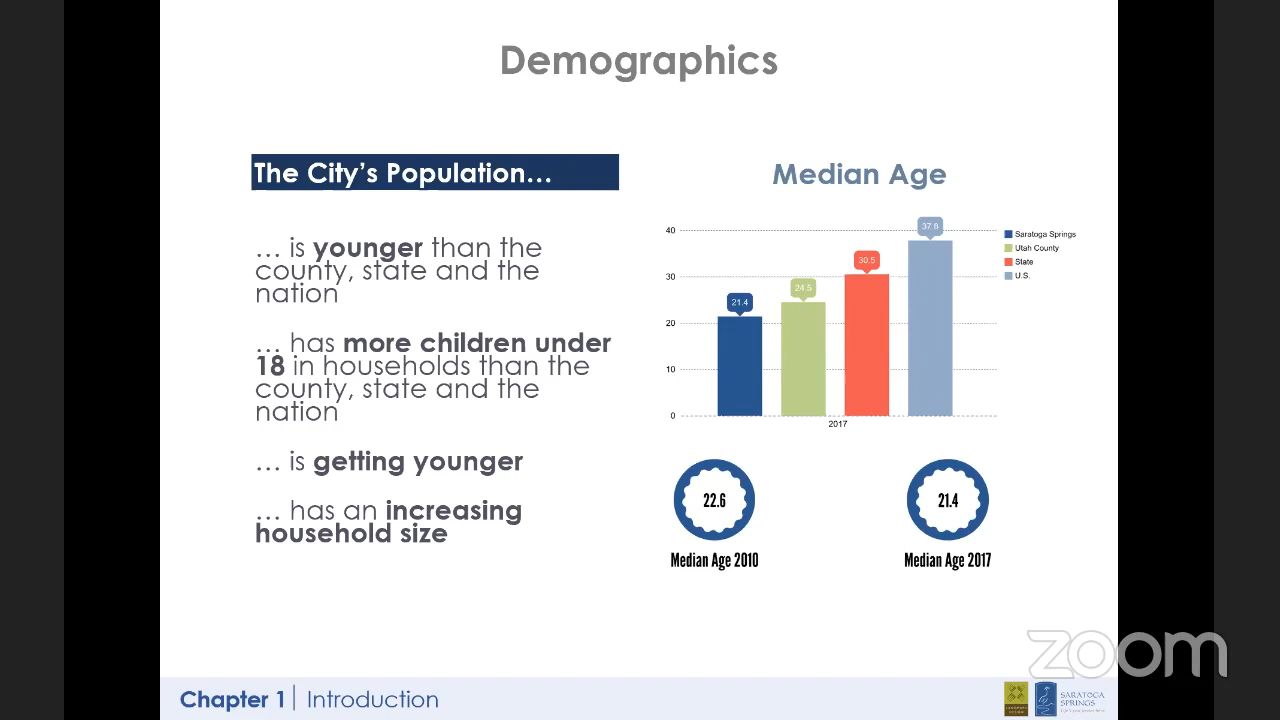 Demographics
The City's Population…
… is younger than the
county, state and the
nation
… has more children under
18 in households than the
county, state and the
nation
… is getting younger
… has an increasing
household size
Median Age
40
30
20
10
0
21.4
24.5
30.5
37.8
2017
Saratoga Springs
Utah County
State
U.S.
22.6
Median Age 2010
21.4
Median Age 2017
zoom
Chapter 1 | Introduction
SARATOGA
SPRINGS